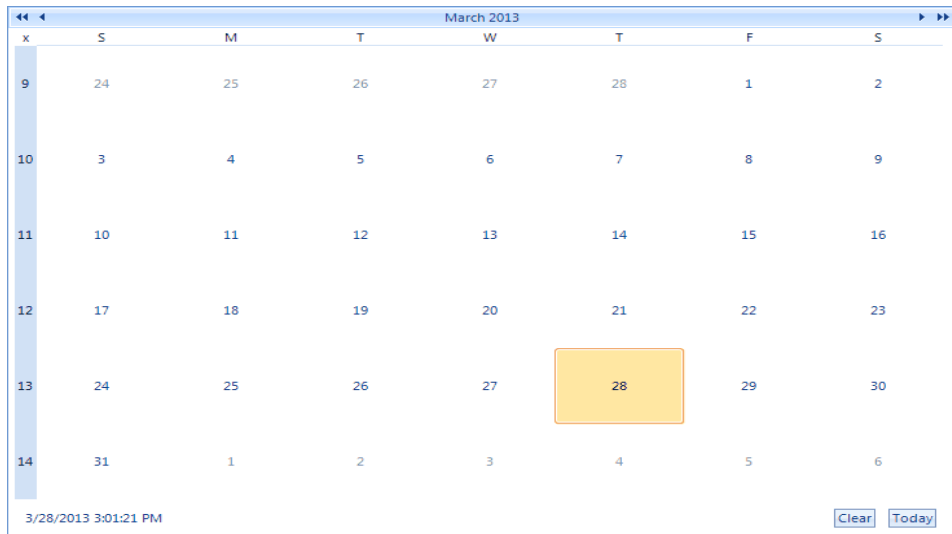 March 2013
x S M T W T F S
9 24 25 26 27 28 1 2
10 3 4 5 6 7 8 9
11 10 11 12 13 14 15 16
12 17 18 19 20 21 22 23
13 24 25 26 27 28 29 30
14 31 1 2 3 4 5 6
3/28/2013 3:01:21 PM Clear Today